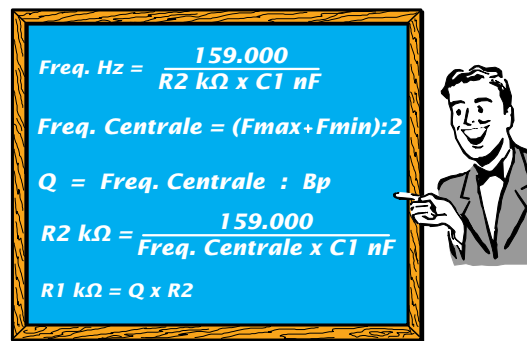 Freq. Hz = 159.000
R2 kΩ x C1 nF
Freq. Centrale = (Fmax+Fmin):2
Q = Freq. Centrale : Bp
R2 kΩ = 159.000
Freq. Centrale x C1 nF
R1 kΩ = Q x R2